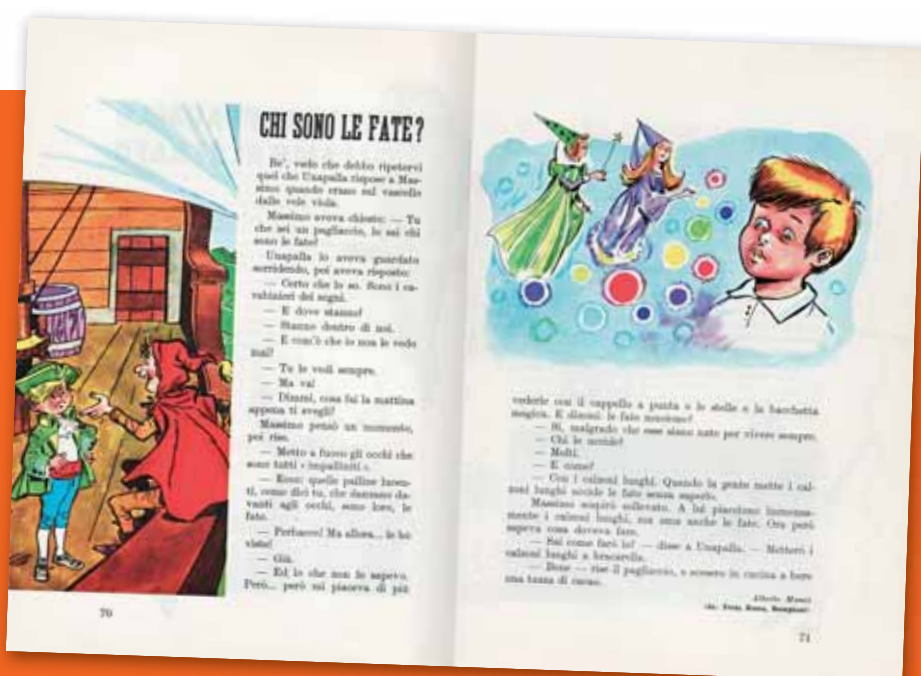 CHI SONO LE FATE?
Be', vedo che debbo ripetervi
quel che Unapalla rispose a Mas-
simo quando erano sul vascello
dalle vele viola.
Massimo aveva chiesto: — Tu
che sei un pagliaccio, lo sai chi
sono le fate?
Unapalla lo aveva guardato
sorridendo, poi aveva risposto:
— Certo che lo so. Sono i ca-
rabinieri dei sogni.
— E dove stanno?
— Stanno dentro di noi.
— E com'è che io non le vedo
mai?
— Tu le vedi sempre.
— Ma va!
— Dimmi, cosa fai la mattina
appena ti svegli?
Massimo pensò un momento,
poi rise.
— Metto a fuoco gli occhi che
sono tutti « impalliniti ».
— Ecco: quelle palline lucen-
ti, come dici tu, che danzano da-
vanti agli occhi, sono loro, le
fate.
— Perbacco! Ma allora... le ho
viste!
— Già.
— Ed io che non lo sapevo.
Però... però mi piaceva di più
70
vederle con il cappello a punta e le stelle e la bacchetta
magica. E dimmi: le fate muoiono?
— Sì, malgrado che esse siano nate per vivere sempre.
— Chi le uccide?
— Molti.
— E come?
— Con i calzoni lunghi. Quando la gente mette i cal-
zoni lunghi uccide le fate senza saperlo.
Massimo sospirò sollevato. A lui piacciono immensa-
mente i calzoni lunghi, ma ama anche le fate. Ora però
sapeva cosa doveva fare.
— Sai come farò io? — disse a Unapalla. — Metterò i
calzoni lunghi a bracarella.
— Bene — rise il pagliaccio, e scesero in cucina a bere
una tazza di cacao.
Alberto Manzi
71